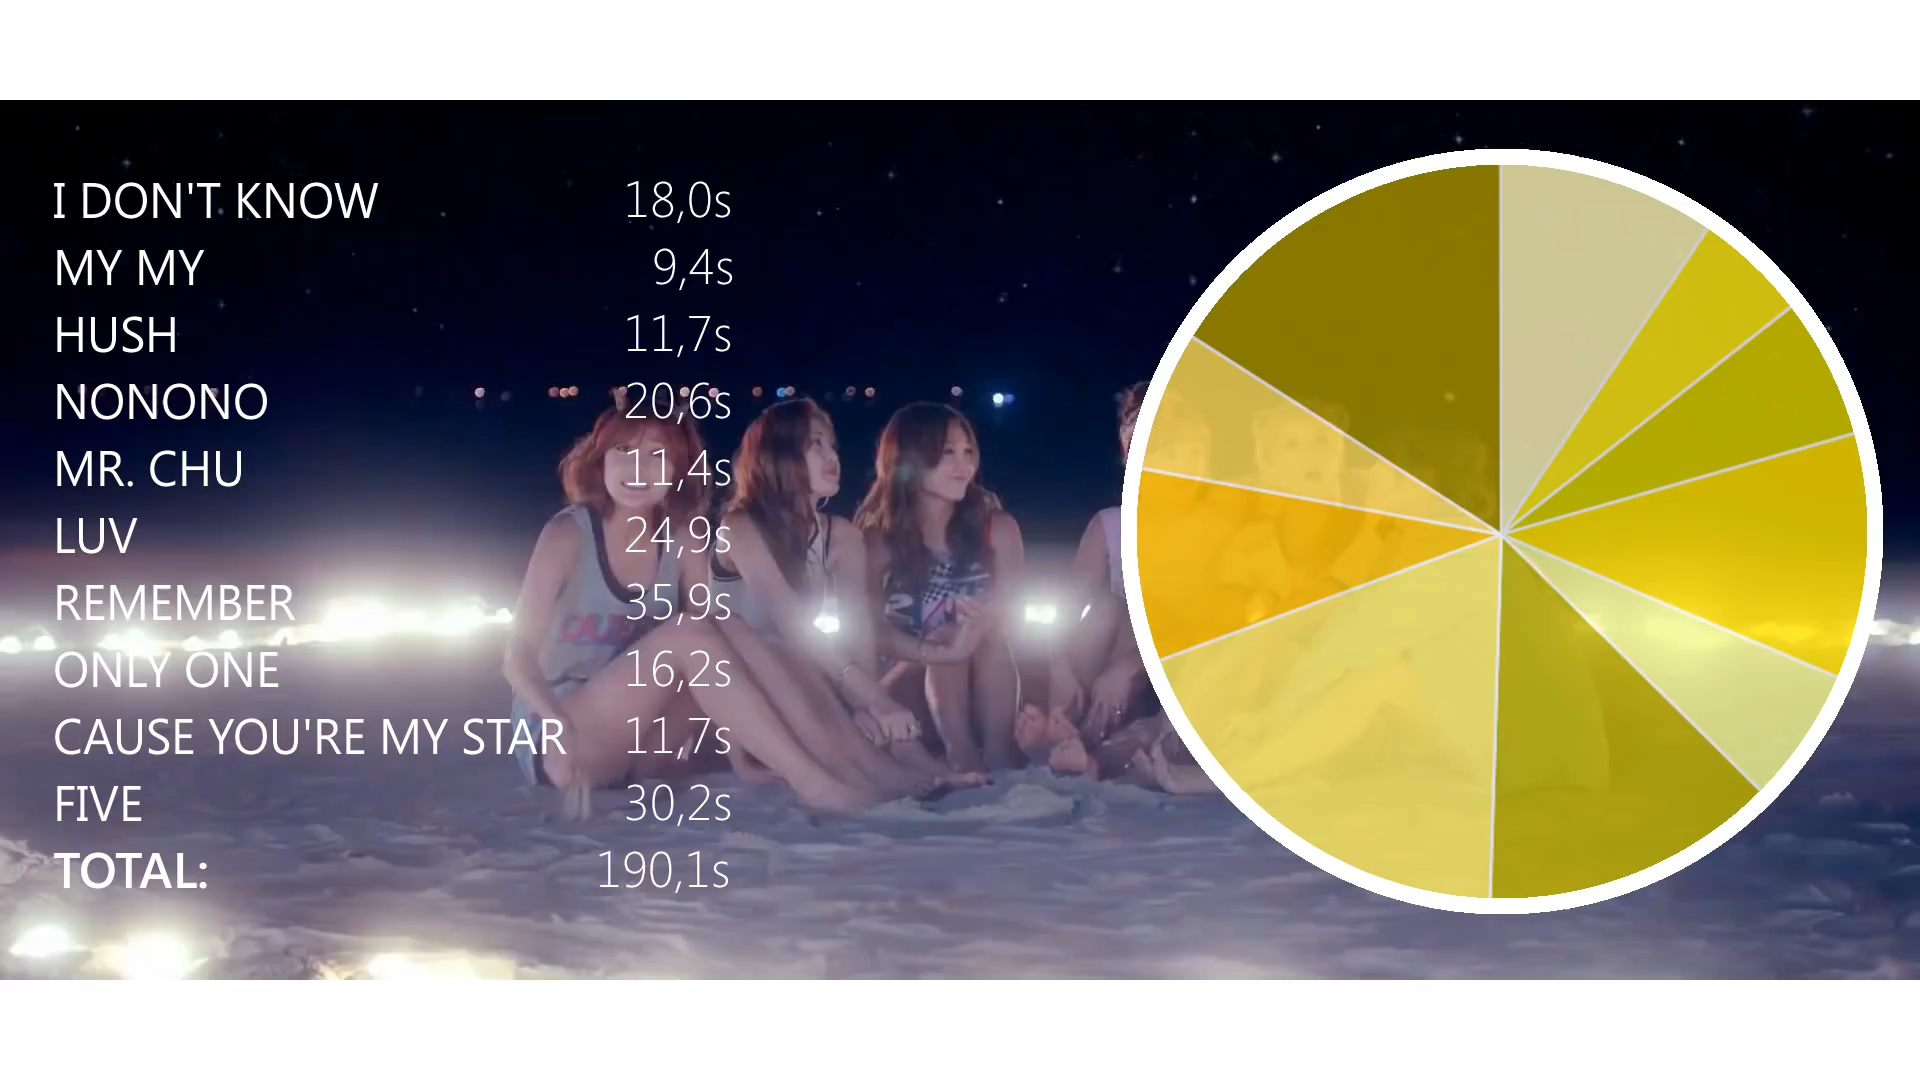 I DON'T KNOW 18,0s
MY MY 9,4s
HUSH 11,7s
NONONO 20,6s
MR. CHU 11,4s
LUV 24,9s
REMEMBER 35,9s
ONLY ONE 16,2s
CAUSE YOU'RE MY STAR 11,7s
FIVE 30,2s
TOTAL: 190,1s